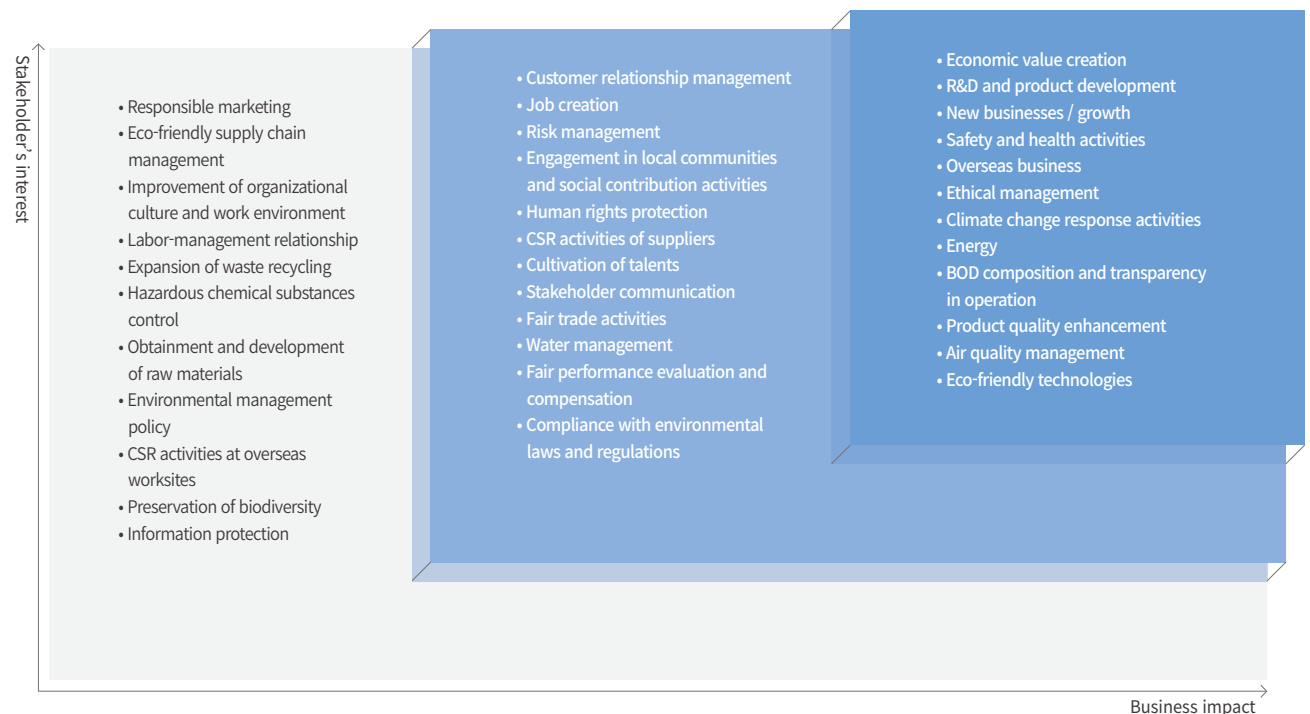 Stakeholder's interest
• Responsible marketing
• Eco-friendly supply chain
management
• Improvement of organizational
culture and work environment
• Labor-management relationship
• Expansion of waste recycling
• Hazardous chemical substances
control
• Obtainment and development
of raw materials
• Environmental management
policy
• CSR activities at overseas
worksites
• Preservation of biodiversity
• Information protection
• Customer relationship management
• Job creation
• Risk management
• Engagement in local communities
and social contribution activities
• Human rights protection
• CSR activities of suppliers
• Cultivation of talents
• Stakeholder communication
• Fair trade activities
• Water management
• Fair performance evaluation and
compensation
• Compliance with environmental
laws and regulations
• Economic value creation
• R&D and product development
• New businesses / growth
• Safety and health activities
• Overseas business
• Ethical management
• Climate change response activities
• Energy
• BOD composition and transparency
in operation
• Product quality enhancement
• Air quality management
• Eco-friendly technologies
Business impact